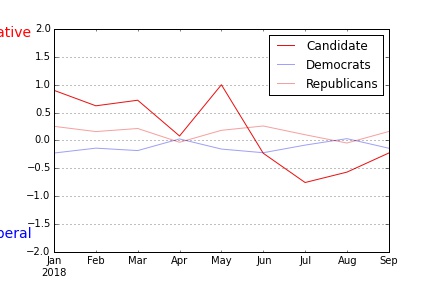 2.0
ative
1.5
1.0
0.5
0.0
−0.5
−1.0
−1.5
beral
−2.0
Candidate
Democrats
Republicans
Jan Feb Mar Apr May Jun Jul Aug Sep
2018